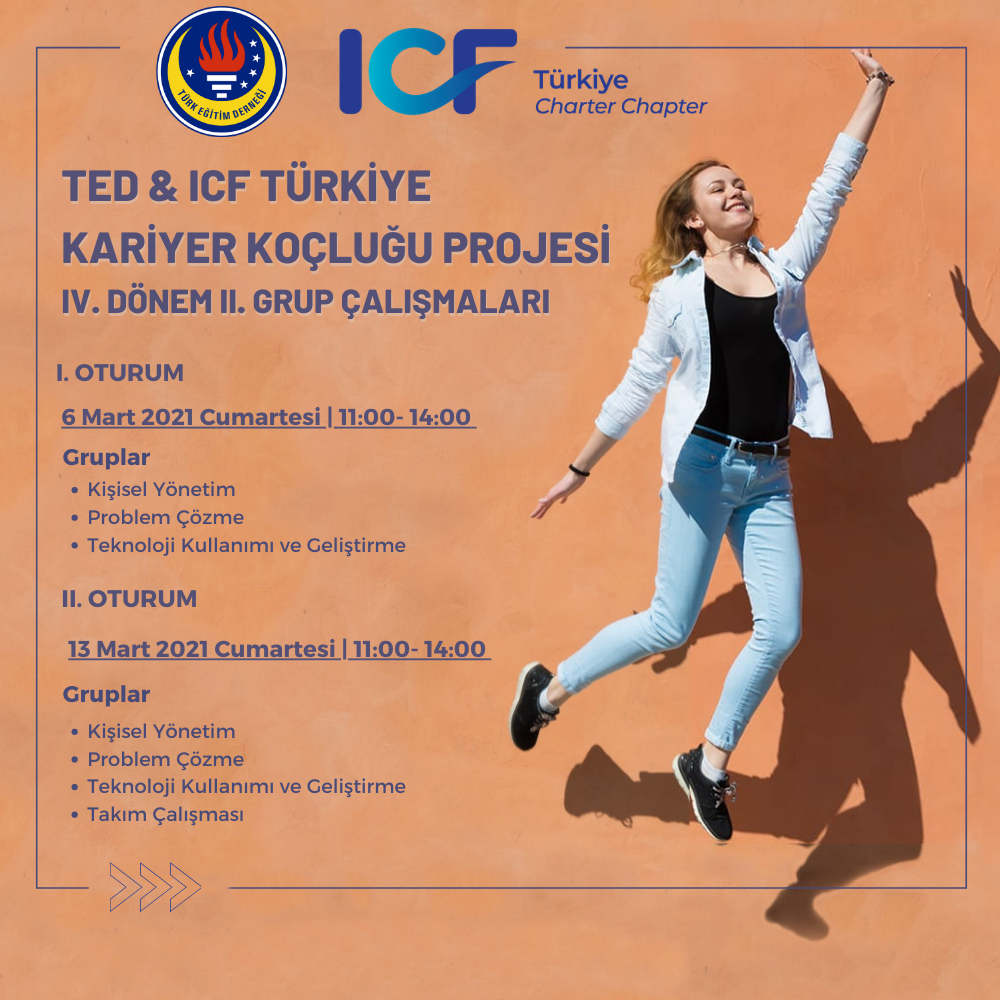 TÜRK EĞİTİM DERNEĞİ
ICF
Türkiye
Charter Chapter
TED & ICF TÜRKİYE
KARİYER KOÇLUĞU PROJESİ
IV. DÖNEM II. GRUP ÇALIŞMALARI
I. OTURUM
6 Mart 2021 Cumartesi | 11:00- 14:00
Gruplar
• Kişisel Yönetim
• Problem Çözme
• Teknoloji Kullanımı ve Geliştirme
II. OTURUM
13 Mart 2021 Cumartesi | 11:00- 14:00
Gruplar
• Kişisel Yönetim
• Problem Çözme
• Teknoloji Kullanımı ve Geliştirme
• Takım Çalışması